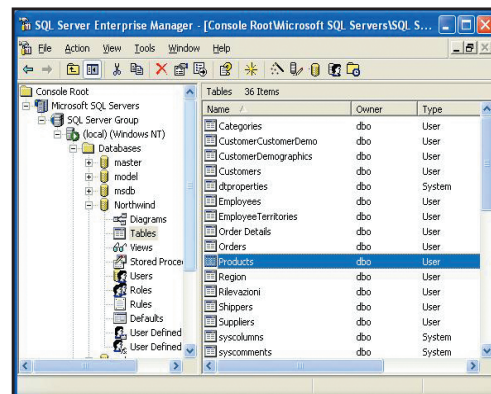 SQL Server Enterprise Manager - [Console Root\Microsoft SQL Servers\SQL S...
File Action View Tools Window Help
Console Root
Microsoft SQL Servers
SQL Server Group
(local) (Windows NT)
Databases
master
model
msdb
Northwind
Diagrams
Tables
Views
Stored Proce
Users
Roles
Rules
Defaults
User Defined
User Defined
Tables 36 Items
Name Owner Type
Categories dbo User
CustomerCustomerDemo dbo User
CustomerDemographics dbo User
Customers dbo User
dtproperties dbo System
Employees dbo User
EmployeeTerritories dbo User
Order Details dbo User
Orders dbo User
Products dbo User
Region dbo User
Rilevazioni dbo User
Shippers dbo User
Suppliers dbo User
syscolumns dbo System
syscomments dbo System